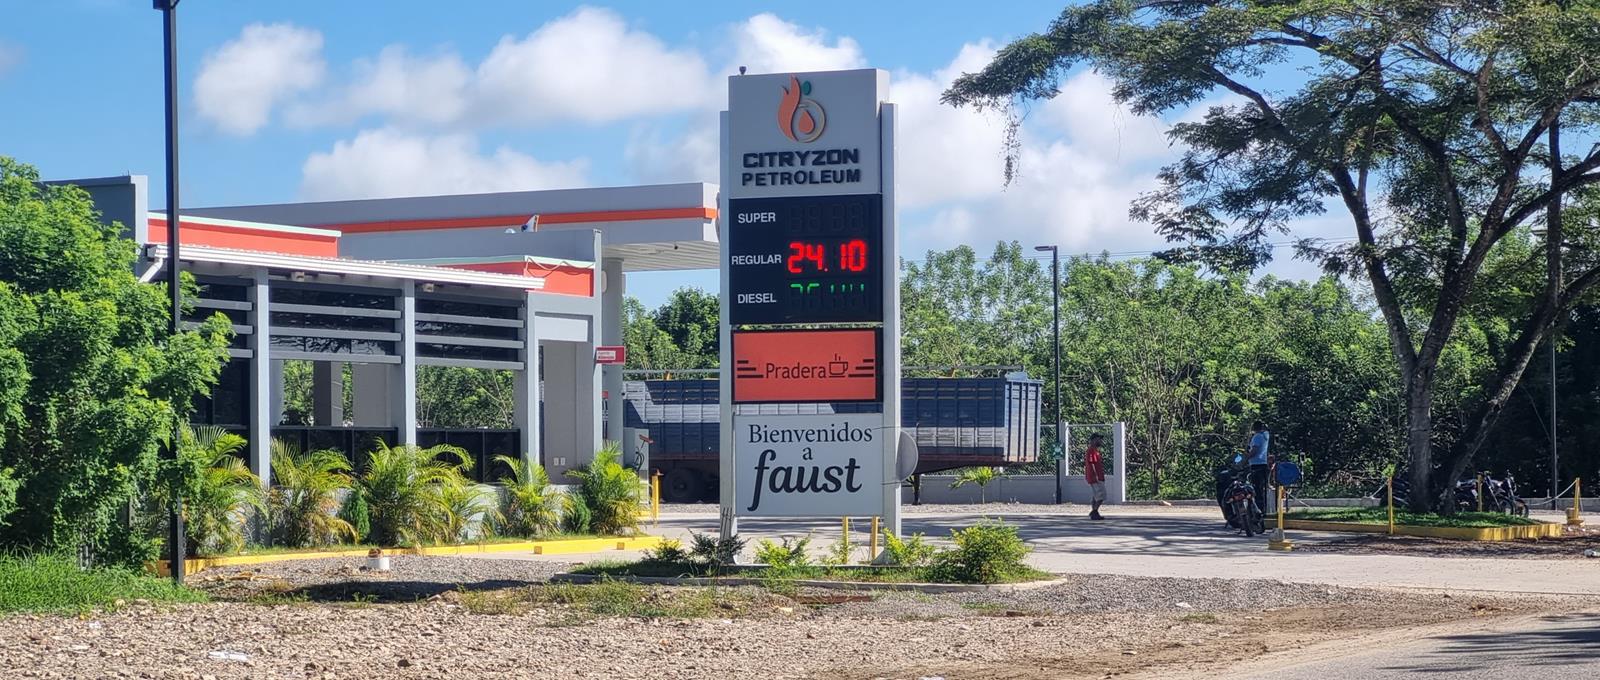 CITRYZON
PETROLEUM
SUPER
REGULAR 24.10
DIESEL
Pradera
Bienvenidos
a
faust